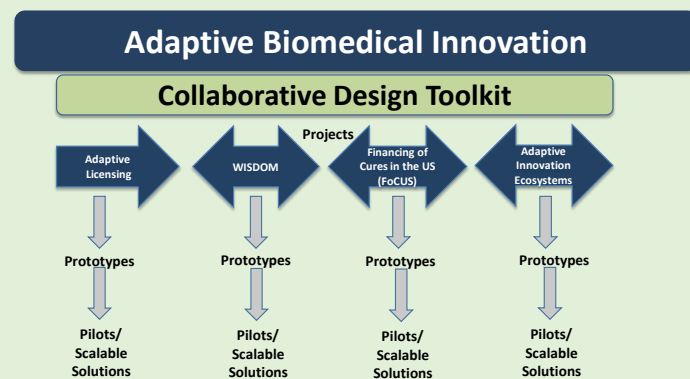 Adaptive Biomedical Innovation
Collaborative Design Toolkit
Projects
Adaptive
Licensing
WISDOM
Financing of
Cures in the US
(FoCUS)
Adaptive
Innovation
Ecosystems
Prototypes
Prototypes
Prototypes
Prototypes
Pilots/
Scalable
Solutions
Pilots/
Scalable
Solutions
Pilots/
Scalable
Solutions
Pilots/
Scalable
Solutions